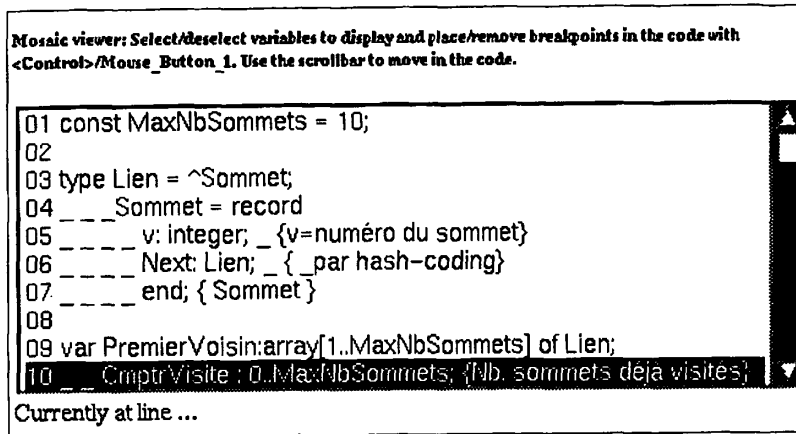 Mosaic viewer: Select/deselect variables to display and place/remove breakpoints in the code with
<Control>/Mouse_Button_1. Use the scrollbar to move in the code.
01 const MaxNbSommets = 10;
02
03 type Lien = ^Sommet;
04 _ _ _Sommet = record
05 _ _ _ _ v: integer; _ {v=numéro du sommet}
06 _ _ _ _ Next: Lien; _ { _par hash-coding}
07 _ _ _ _ end; { Sommet }
08
09 var PremierVoisin:array[1..MaxNbSommets] of Lien;
10 _ _ CmptrVisite : 0..MaxNbSommets; {Nb. sommets déjà visités}
Currently at line ...